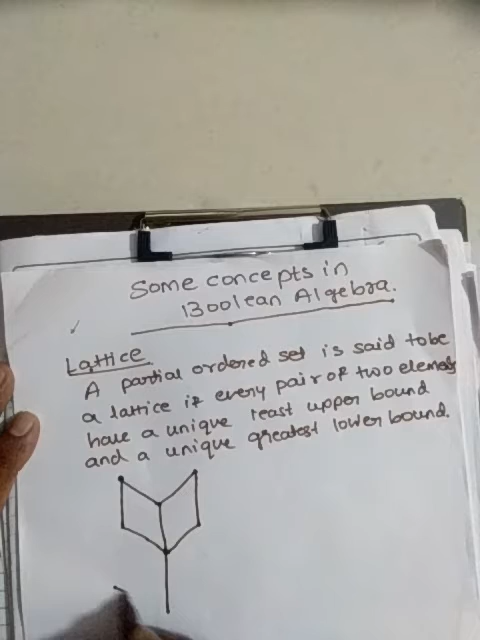 Some concepts in
Boolean Algebra.
Lattice
A partial ordered set is said to be
a lattice if every pair of two elements
have a unique least upper bound
and a unique greatest lower bound.